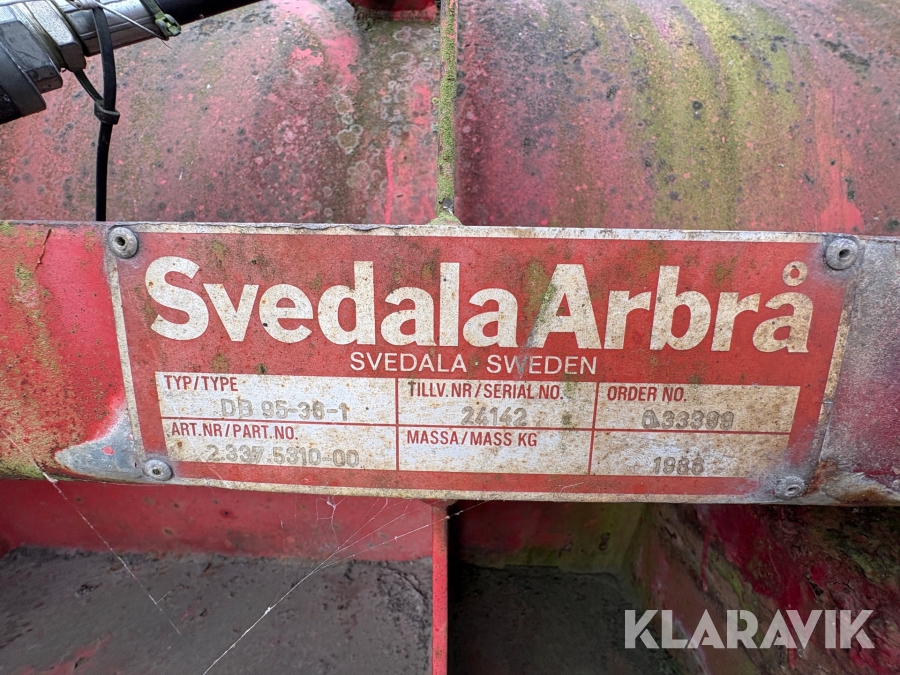 Svedala Arbrå
SVEDALA · SWEDEN
TYP/TYPE
DB 95-36-1
TILLV.NR/SERIAL NO.
24142
ORDER NO.
ART.NR/PART.NO.
2.337.5310-00
MASSA/MASS KG
1986
KLARAVIK